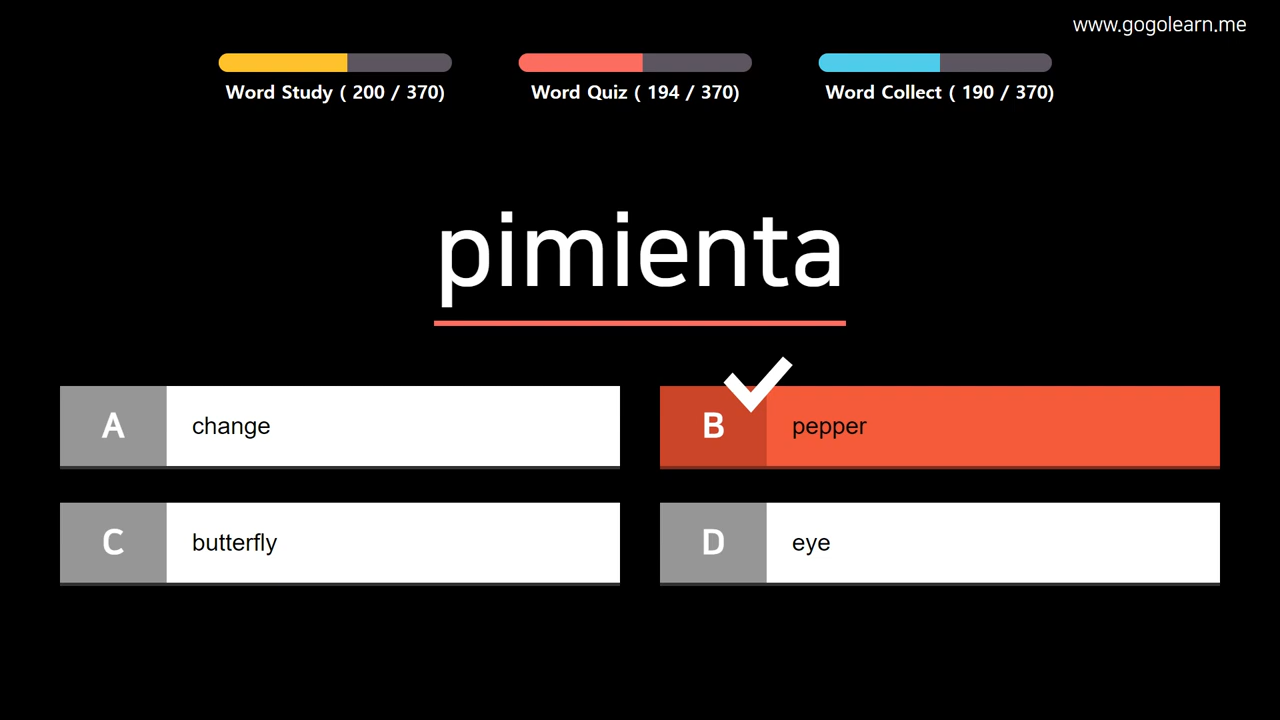 www.gogolearn.me
Word Study ( 200 / 370)
Word Quiz ( 194 / 370)
Word Collect ( 190 / 370)
pimienta
A change
B pepper
C butterfly
D eye